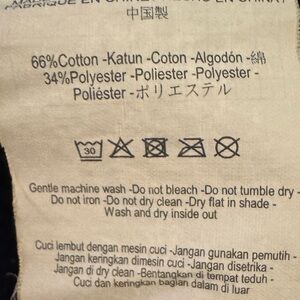 中国製
66%Cotton -Katun -Coton -Algodón -綿
34%Polyester -Poliester -Polyester -
Poliéster -ポリエステル
30
Gentle machine wash -Do not bleach -Do not tumble dry -
Do not iron -Do not dry clean -Dry flat in shade -
Wash and dry inside out
Cuci lembut dengan mesin cuci -Jangan gunakan pemutih -
Jangan keringkan dimesin cuci -Jangan disetrika -
Jangan di dry clean -Bentangkan di tempat teduh -
Cuci dan keringkan bagian dalam di luar